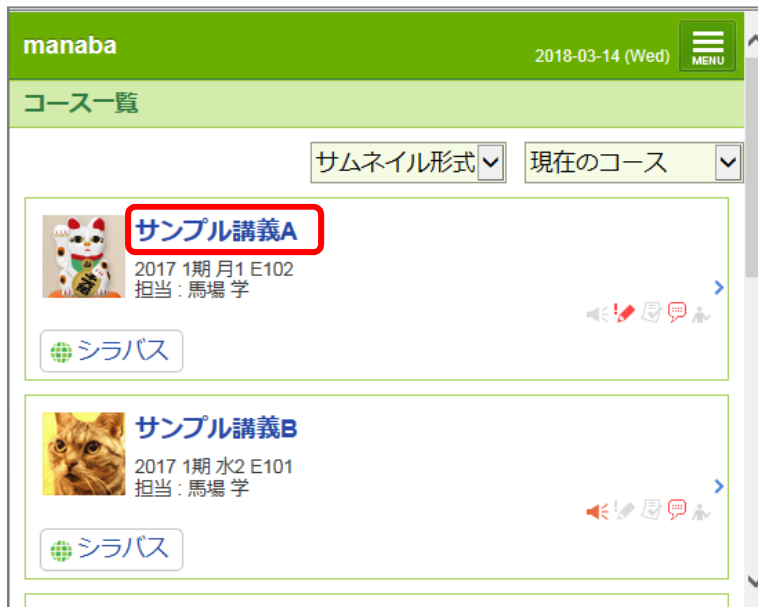 manaba
2018-03-14 (Wed)
MENU
コース一覧
サムネイル形式
現在のコース
サンプル講義A
2017 1期 月1 E102
担当 : 馬場 学
シラバス
サンプル講義B
2017 1期 水2 E101
担当 : 馬場 学
シラバス